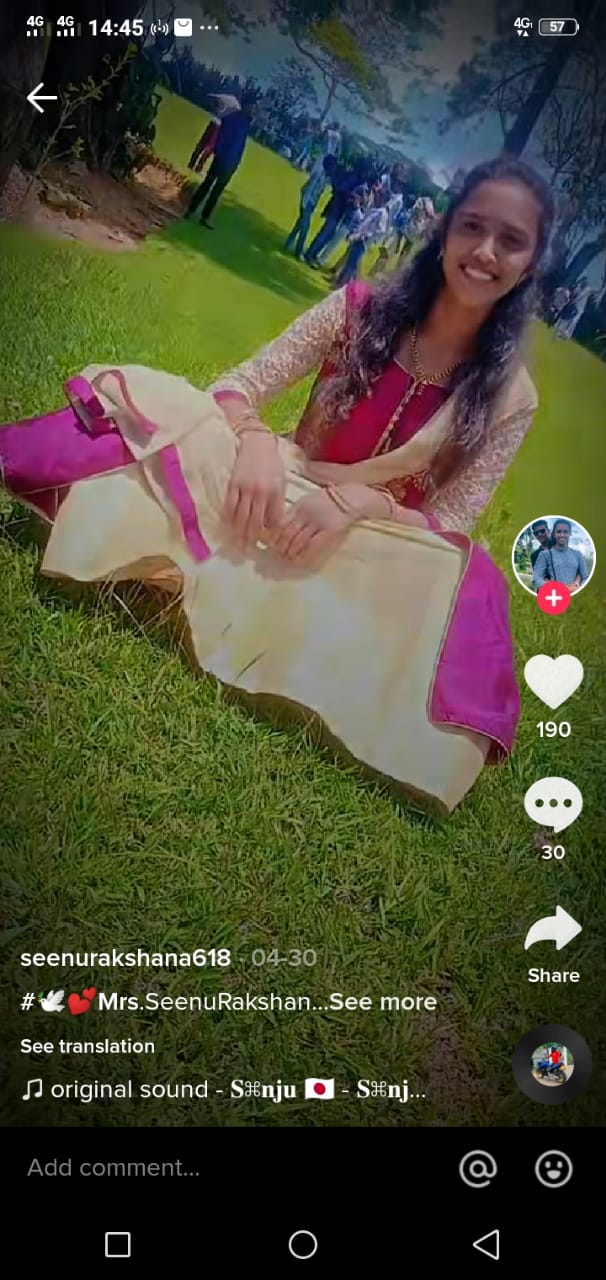 4G 4G 14:45 4G 57
190
30
seenurakshana618 · 04-30
#🕊️💕Mrs.SeenuRakshan...See more
Share
See translation
original sound - S⌘nju 🇯🇵 - S⌘nj...
Add comment...